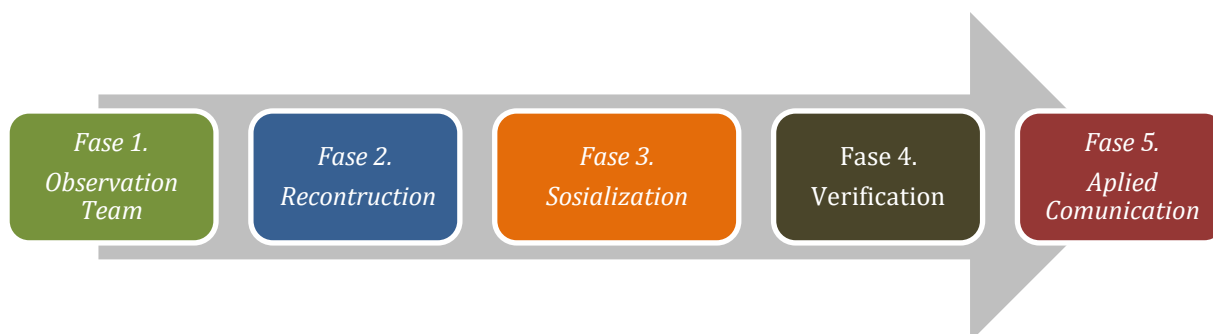 Fase 1.
Observation
Team
Fase 2.
Recontruction
Fase 3.
Sosialization
Fase 4.
Verification
Fase 5.
Aplied
Comunication